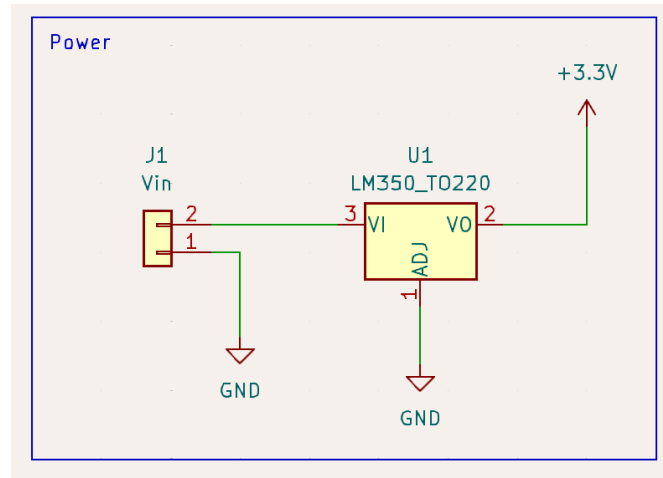 Power
+3.3V
J1
Vin
U1
LM350_TO220
2
1
3
VI
VO
2
ADJ
1
GND
GND